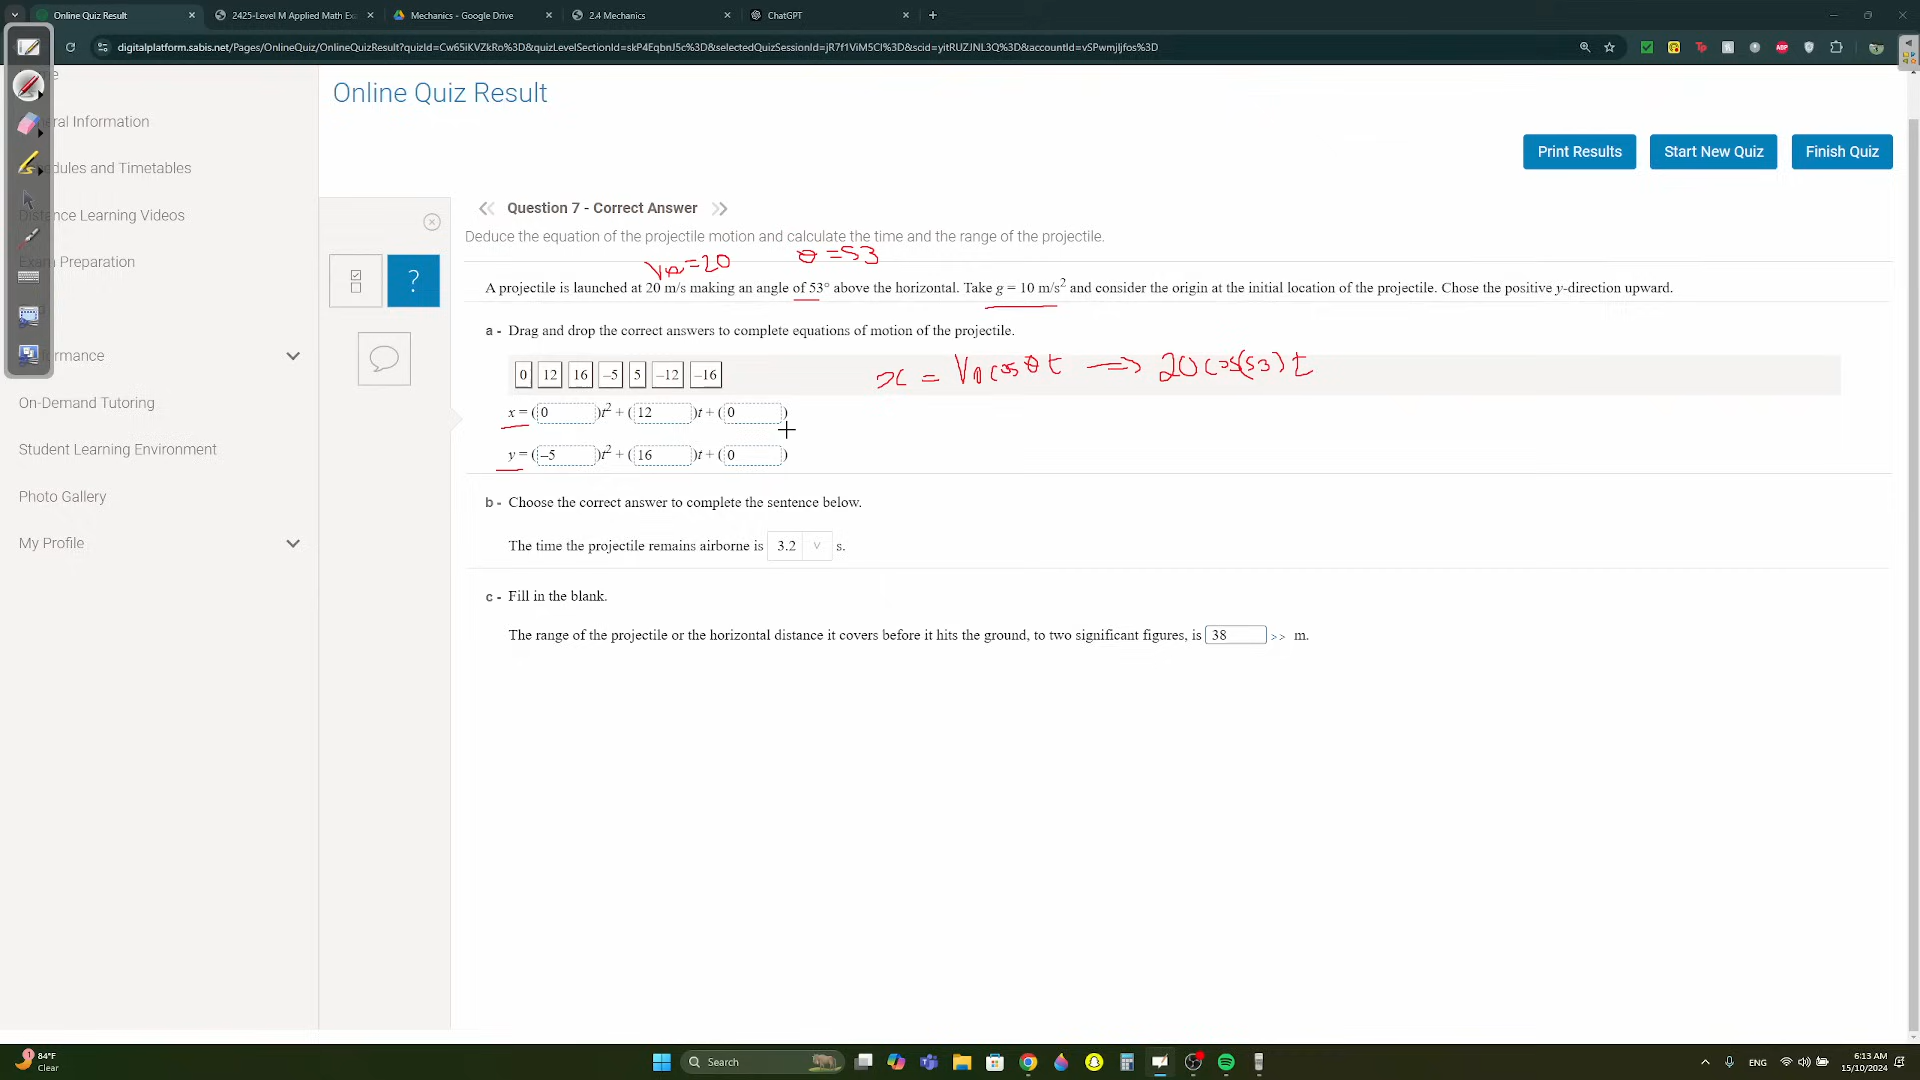 Online Quiz Result
2425-Level M Applied Math Ex
Mechanics - Google Drive
2.4 Mechanics
ChatGPT
digitalplatform.sabis.net/Pages/OnlineQuiz/OnlineQuizResult?quizId=Cw65iKVZkRo%3D&quizLevelSectionId=skP4EqbnJ5c%3D&selectedQuizSessionId=jR7f1ViM5CI%3D&scid=yitRUZJNL3Q%3D&accountId=vSPwmjljfos%3D
Online Quiz Result
eral Information
edules and Timetables
Distance Learning Videos
Exam Preparation
formance
On-Demand Tutoring
Student Learning Environment
Photo Gallery
My Profile
Print Results
Start New Quiz
Finish Quiz
Question 7 - Correct Answer
Deduce the equation of the projectile motion and calculate the time and the range of the projectile.
=20 θ=53
A projectile is launched at 20 m/s making an angle of 53° above the horizontal. Take g = 10 m/s² and consider the origin at the initial location of the projectile. Chose the positive y-direction upward.
a - Drag and drop the correct answers to complete equations of motion of the projectile.
0 12 16 –5 5 –12 –16
x = V₀ cos θ t ⟶ 20 cos(53) t
x = (0)t² + (12)t + (0)
y = (–5)t² + (16)t + (0)
b - Choose the correct answer to complete the sentence below.
The time the projectile remains airborne is 3.2 s.
c - Fill in the blank.
The range of the projectile or the horizontal distance it covers before it hits the ground, to two significant figures, is 38 >> m.
?
1
84°F
Clear
Search
ENG
6:13 AM
15/10/2024